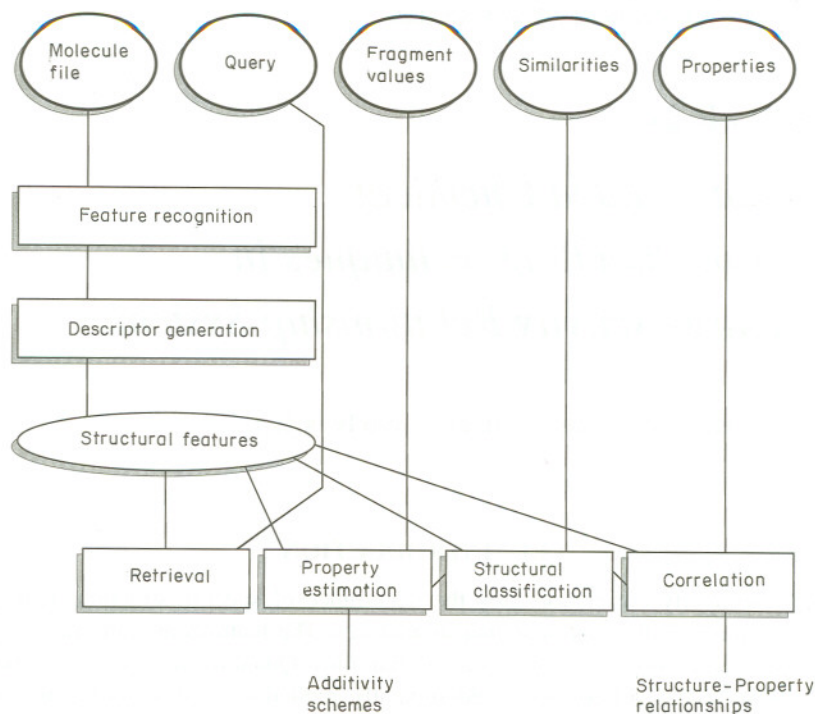 Molecule
file
Query
Fragment
values
Similarities
Properties
Feature recognition
Descriptor generation
Structural features
Retrieval
Property
estimation
Structural
classification
Correlation
Additivity
schemes
Structure-Property
relationships